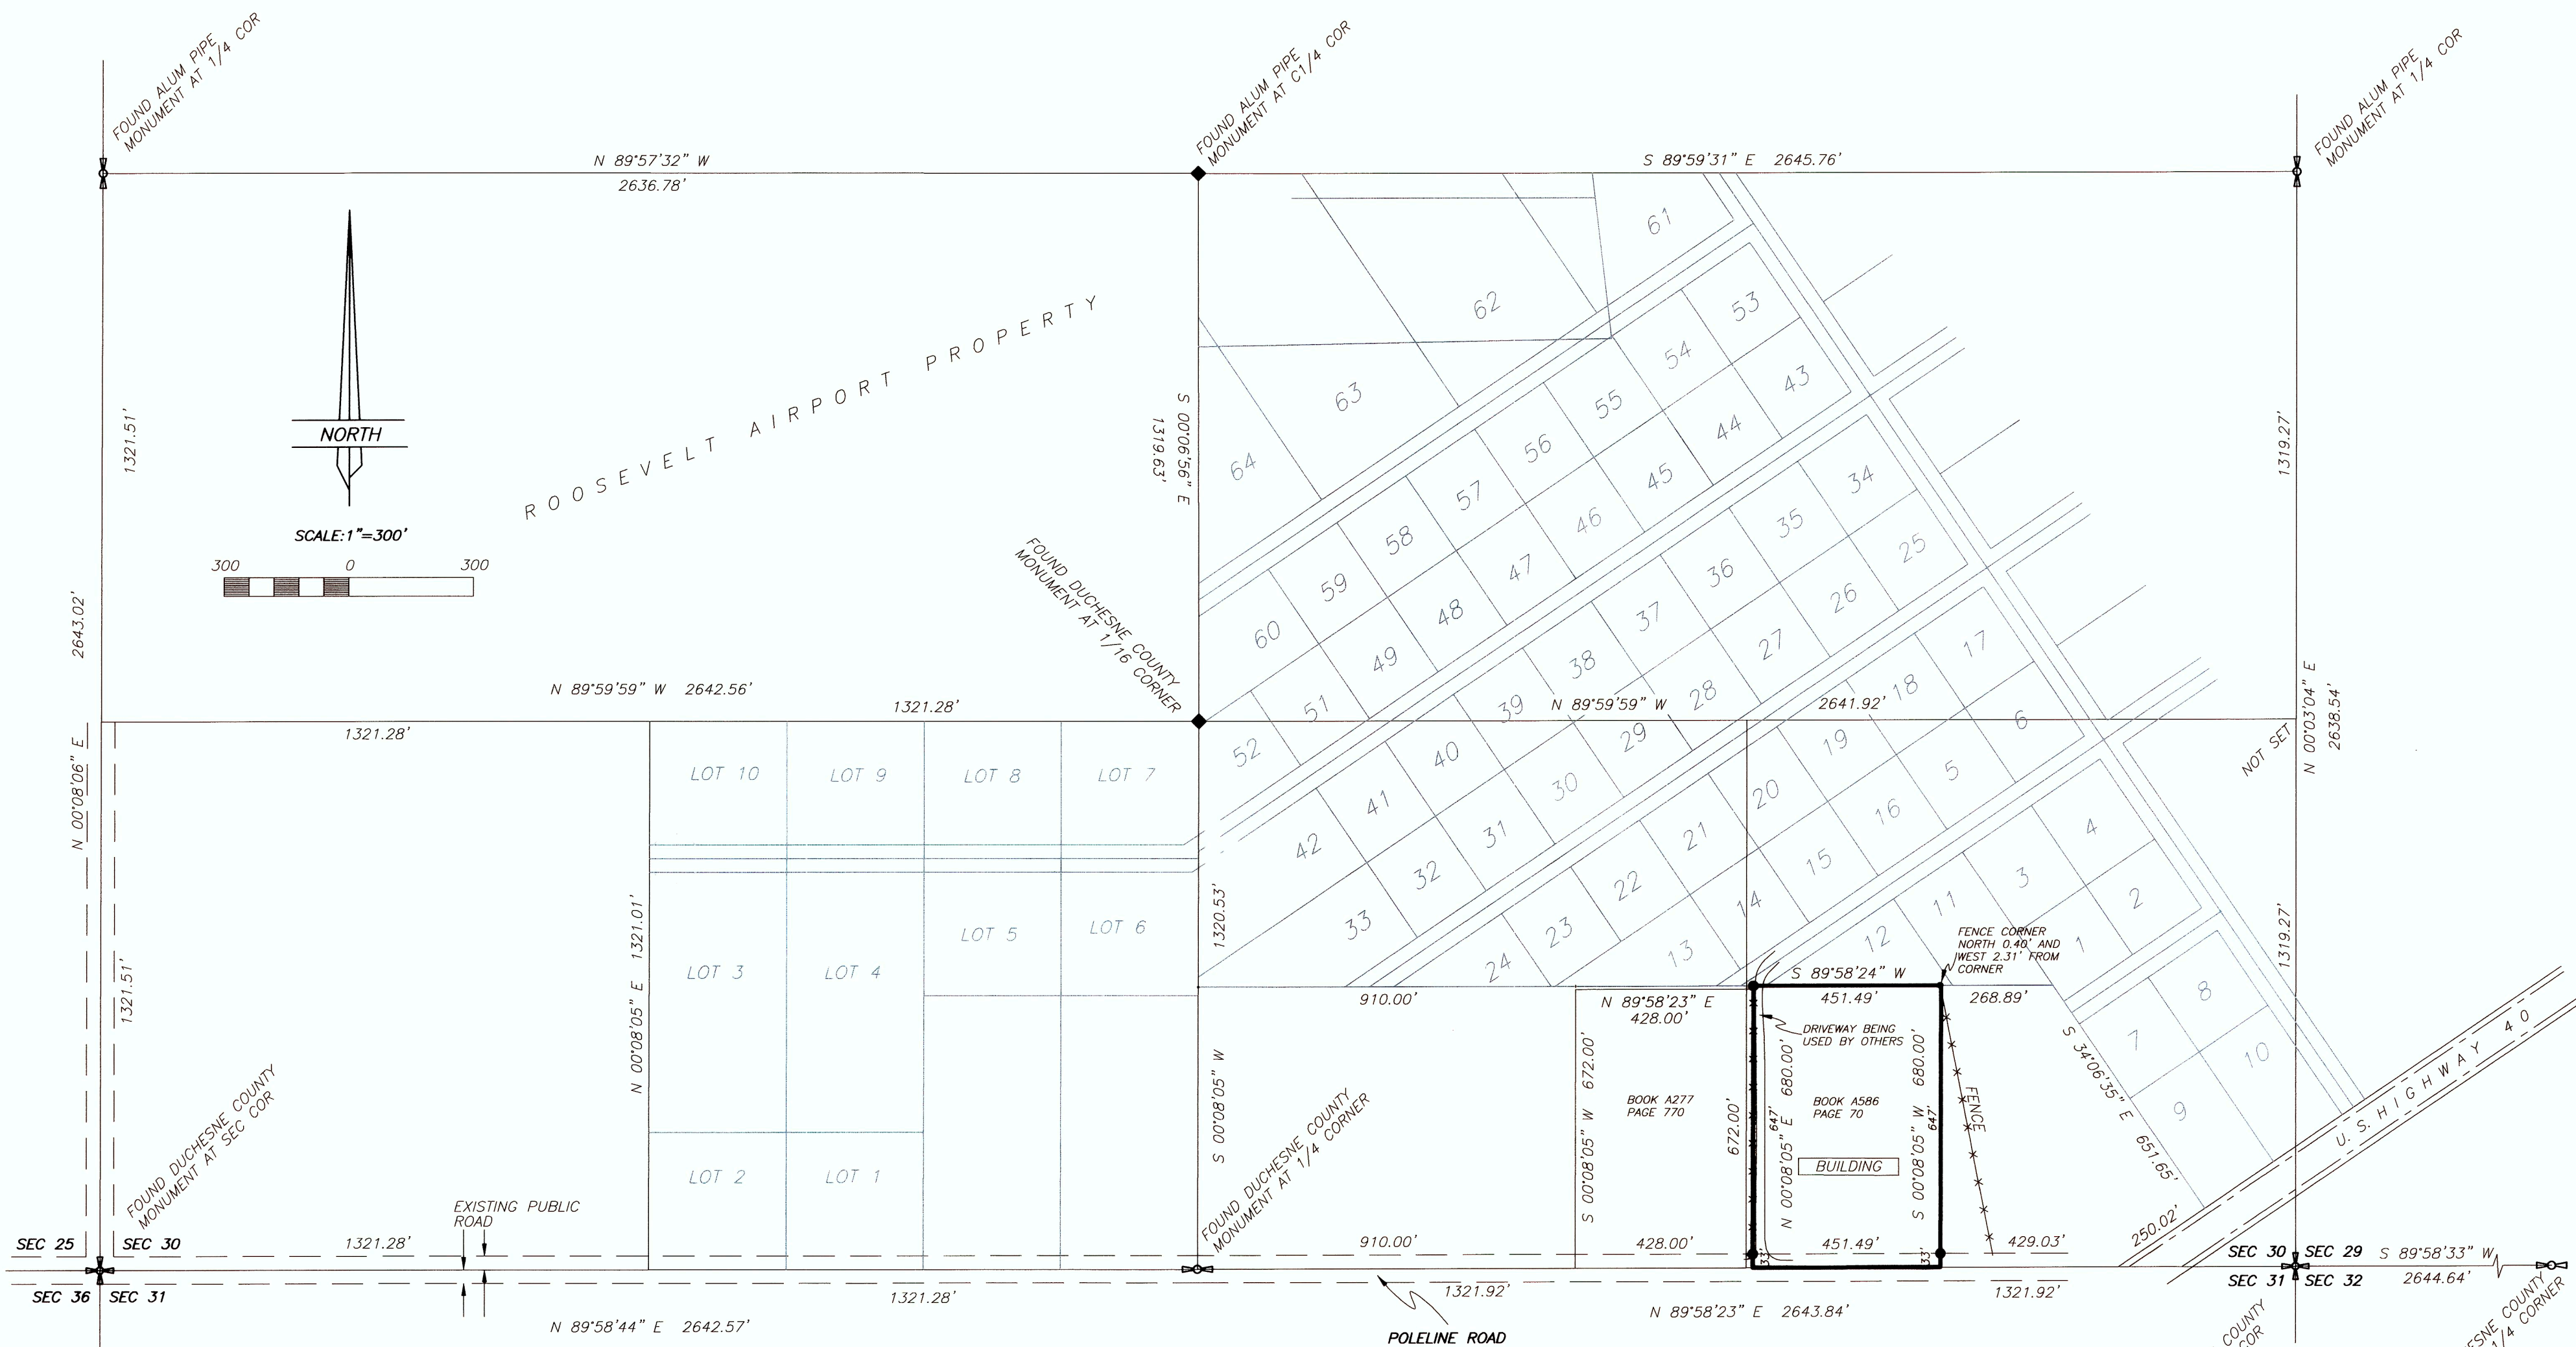 FOUND ALUM PIPE
MONUMENT AT 1/4 COR
FOUND ALUM PIPE
MONUMENT AT C1/4 COR
FOUND ALUM PIPE
MONUMENT AT 1/4 COR
N 89°57'32" W
2636.78'
S 89°59'31" E 2645.76'
NORTH
SCALE:1"=300'
300 0 300
ROOSEVELT AIRPORT PROPERTY
1321.51'
2643.02'
S 00°06'56" E
1319.63'
1319.27'
61
62
63
64
53
54
55
56
57
58
59
60
43
44
45
46
47
48
49
51
52
34
35
36
37
38
39
40
41
42
25
26
27
28
29
30
31
32
33
17
18
19
20
21
22
23
24
6
5
16
15
14
13
4
3
11
12
2
1
8
7
10
9
FOUND DUCHESNE COUNTY
MONUMENT AT 1/16 CORNER
N 89°59'59" W 2642.56'
1321.28'
1321.28'
N 89°59'59" W 2641.92'
N 00°03'04" E
2638.54'
NOT SET
N 00°08'06" E
1321.51'
LOT 10
LOT 9
LOT 8
LOT 7
LOT 5
LOT 6
LOT 3
LOT 4
LOT 2
LOT 1
N 00°08'05" E 1321.01'
1320.53'
S 00°08'05" W
1319.27'
FENCE CORNER
NORTH 0.40' AND
WEST 2.31' FROM
CORNER
S 89°58'24" W
910.00'
N 89°58'23" E
428.00'
451.49'
268.89'
DRIVEWAY BEING
USED BY OTHERS
S 00°08'05" W 672.00'
BOOK A277
PAGE 770
672.00'
647'
N 00°08'05" E 680.00'
BOOK A586
PAGE 70
S 00°08'05" W 680.00'
647'
BUILDING
FENCE
S 34°06'35" E 651.65'
U.S. HIGHWAY 40
250.02'
FOUND DUCHESNE COUNTY
MONUMENT AT SEC COR
FOUND DUCHESNE COUNTY
MONUMENT AT 1/4 CORNER
EXISTING PUBLIC
ROAD
SEC 25
SEC 30
1321.28'
910.00'
428.00'
33'
451.49'
33'
429.03'
SEC 30
SEC 29
S 89°58'33" W
2644.64'
SEC 36
SEC 31
1321.28'
1321.92'
1321.92'
SEC 31
SEC 32
N 89°58'44" E 2642.57'
N 89°58'23" E 2643.84'
POLELINE ROAD
COUNTY
COR
ESNE COUNTY
1/4 CORNER